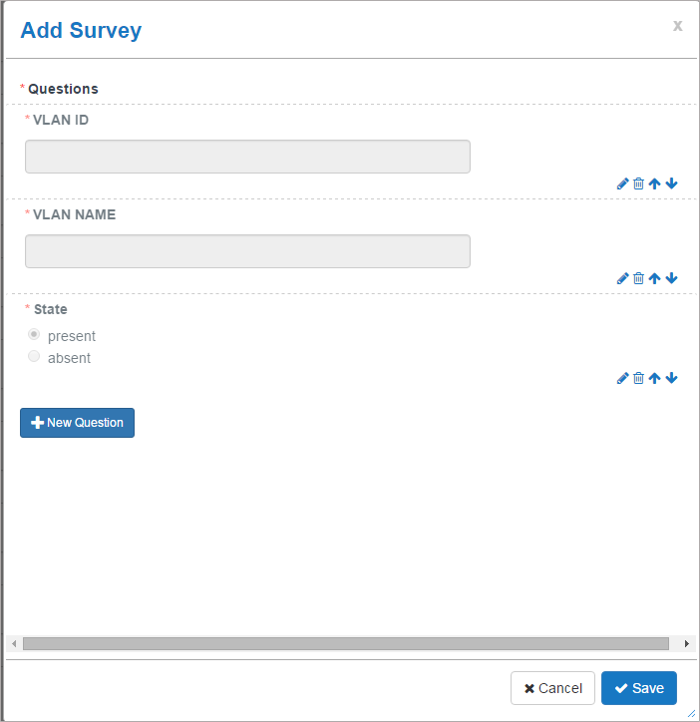 Add Survey
x
* Questions
* VLAN ID
* VLAN NAME
* State
present
absent
New Question
Cancel
Save